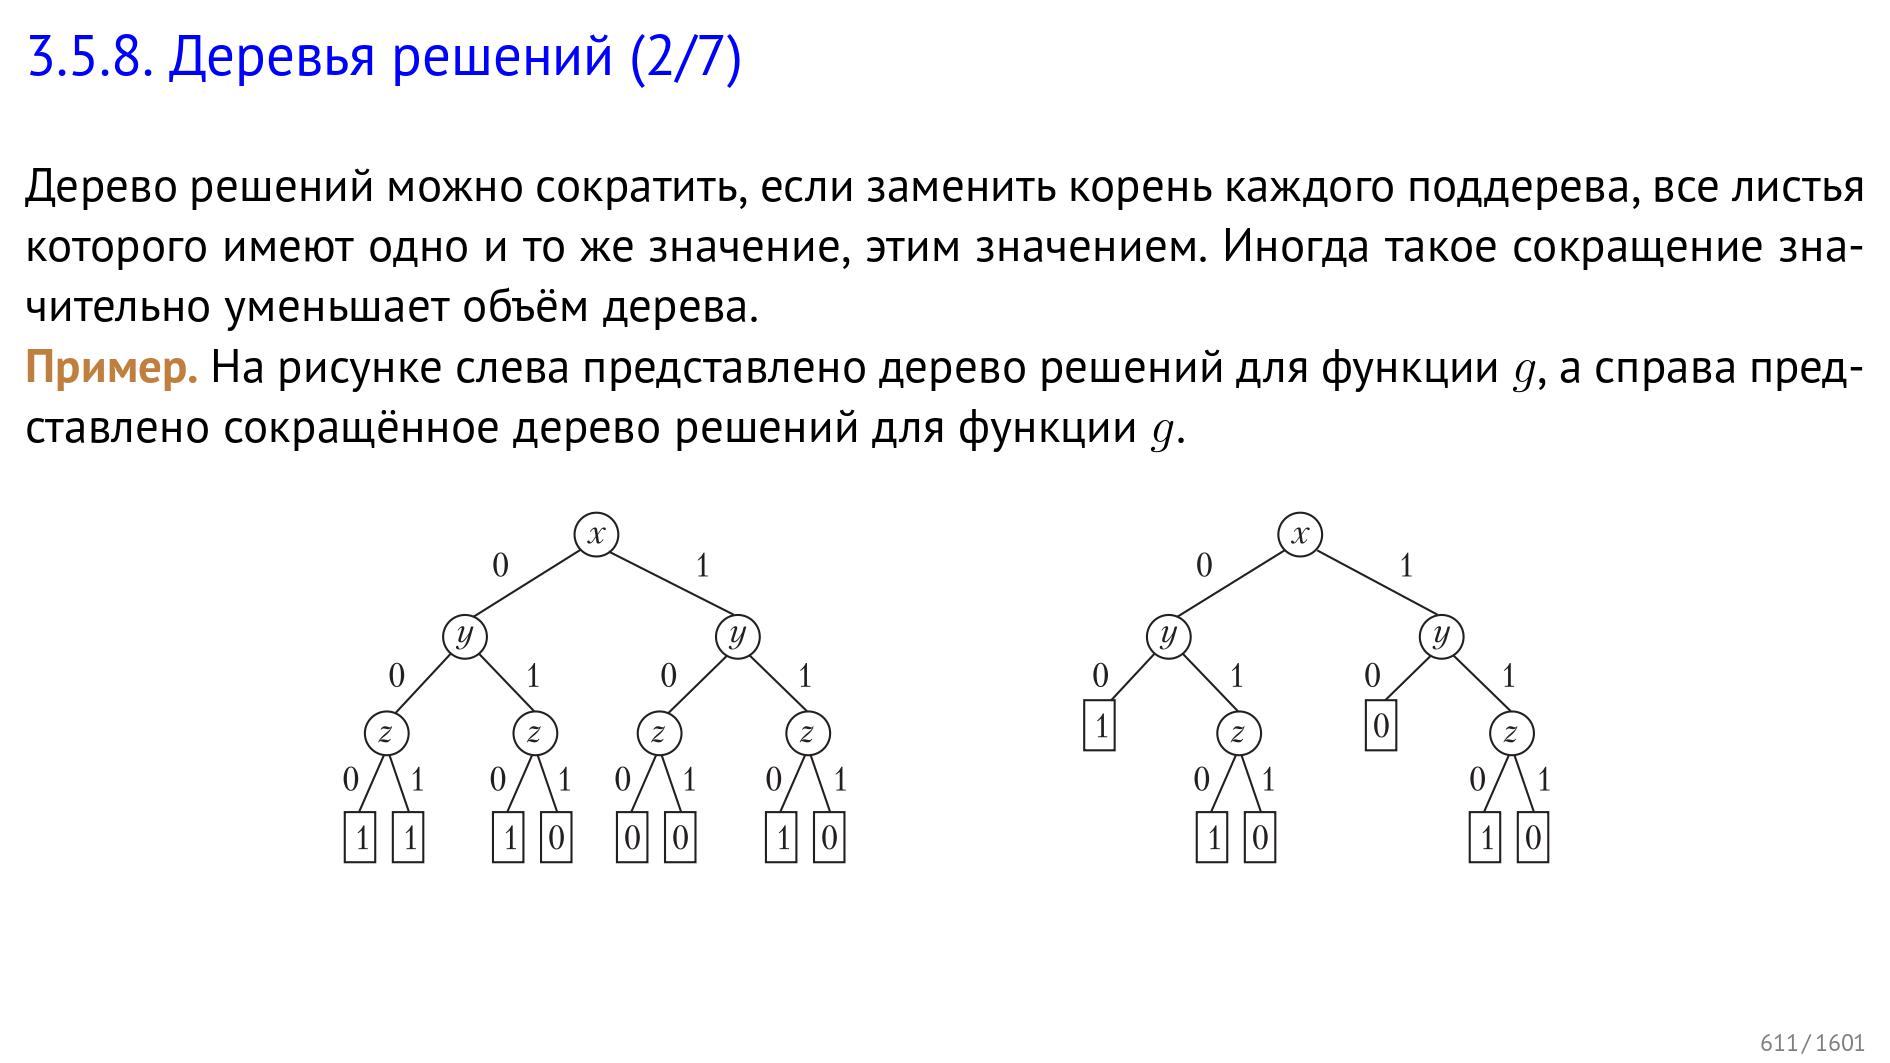 3.5.8. Деревья решений (2/7)
Дерево решений можно сократить, если заменить корень каждого поддерева, все листья
которого имеют одно и то же значение, этим значением. Иногда такое сокращение зна-
чительно уменьшает объём дерева.
Пример. На рисунке слева представлено дерево решений для функции g, а справа пред-
ставлено сокращённое дерево решений для функции g.
x x
0 1 0 1
y y y y
0 1 0 1 0 1 0 1
z z z z 1 z 0 z
0 1 0 1 0 1 0 1 0 1 0 1
1 1 1 0 0 0 1 0 1 0 1 0
611/1601